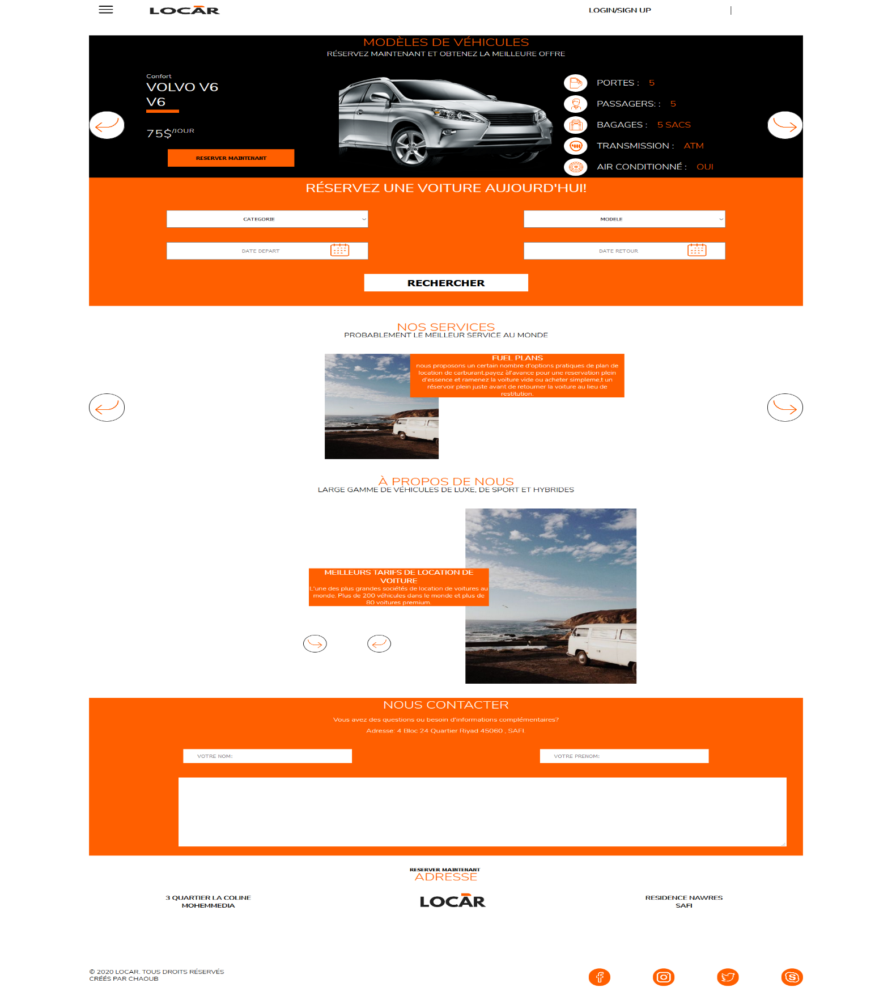 LOCAR
LOGIN/SIGN UP
MODÈLES DE VÉHICULES
RÉSERVEZ MAINTENANT ET OBTENEZ LA MEILLEURE OFFRE
Confort
VOLVO V6
V6
75$/JOUR
RESERVER MAINTENANT
PORTES : 5
PASSAGERS: : 5
BAGAGES : 5 SACS
TRANSMISSION : ATM
AIR CONDITIONNÉ : OUI
RÉSERVEZ UNE VOITURE AUJOURD'HUI!
CATEGORIE
MODELE
DATE DEPART
DATE RETOUR
RECHERCHER
NOS SERVICES
PROBABLEMENT LE MEILLEUR SERVICE AU MONDE
FUEL PLANS
nous proposons un certain nombre d'options pratiques de plan de
location de carburant.payez àl'avance pour une reservation plein
d'essence et ramenez la voiture vide ou acheter simpleme,t un
réservoir plein juste avant de retourner la voiture au lieu de
restitution.
À PROPOS DE NOUS
LARGE GAMME DE VÉHICULES DE LUXE, DE SPORT ET HYBRIDES
MEILLEURS TARIFS DE LOCATION DE
VOITURE
L'une des plus grandes sociétés de location de voitures au
monde. Plus de 200 véhicules dans le monde et plus de
80 voitures premium.
NOUS CONTACTER
Vous avez des questions ou besoin d'informations complémentaires?
Adresse: 4 Bloc 24 Quartier Riyad 45060 , SAFI.
VOTRE NOM:
VOTRE PRENOM:
RESERVER MAINTENANT
ADRESSE
3 QUARTIER LA COLINE
MOHEMMEDIA
LOCAR
RESIDENCE NAWRES
SAFI
© 2020 LOCAR. TOUS DROITS RÉSERVÉS
CRÉÉS PAR CHAOUB